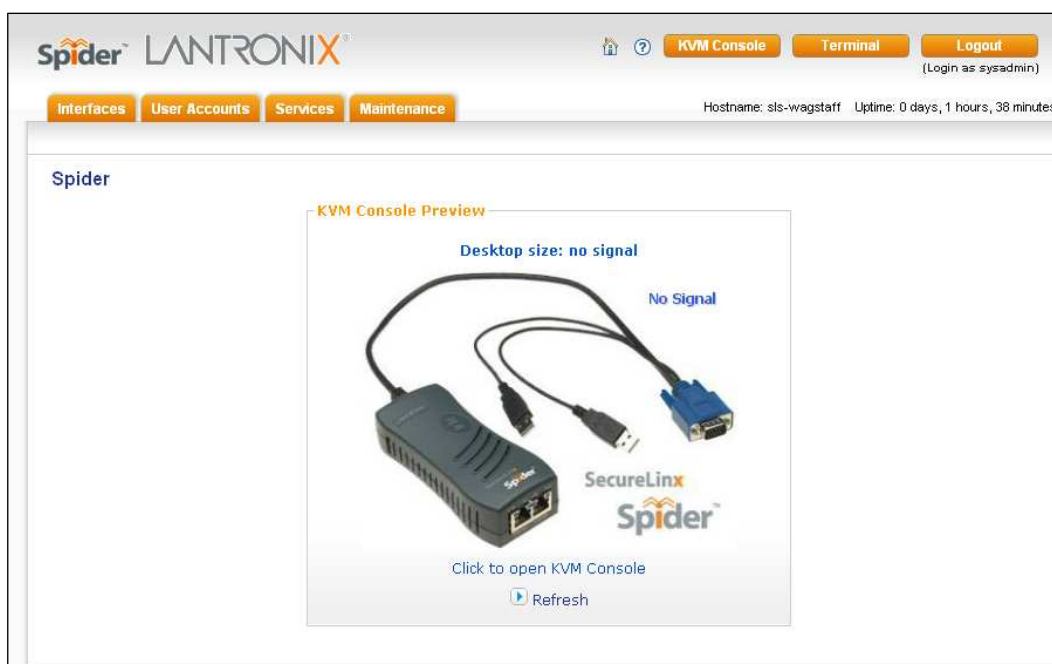 Spider™ LANTRONIX®
KVM Console
Terminal
Logout
(Login as sysadmin)
Interfaces
User Accounts
Services
Maintenance
Hostname: sls-wagstaff Uptime: 0 days, 1 hours, 38 minutes
Spider
KVM Console Preview
Desktop size: no signal
No Signal
Spider
SecureLinx
Spider™
Click to open KVM Console
Refresh